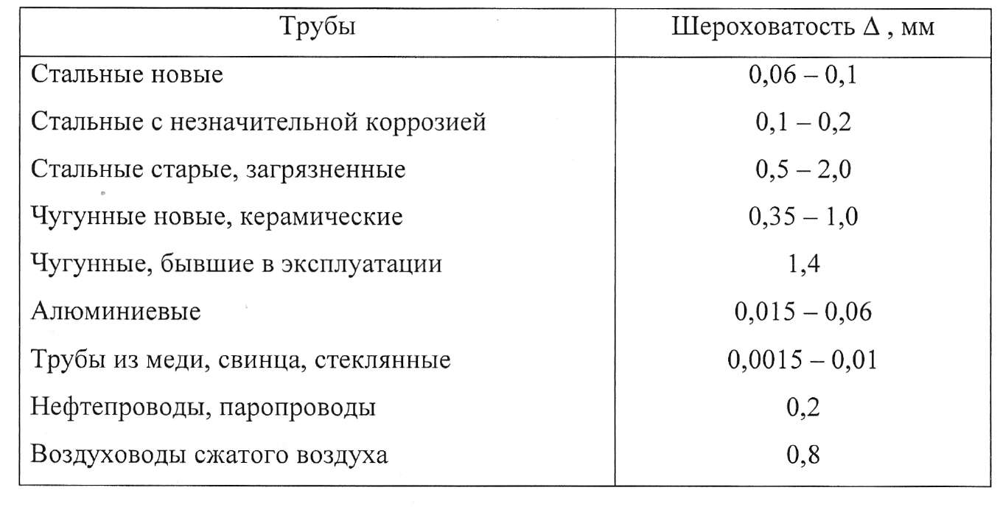 Трубы Шероховатость Δ , мм
Стальные новые 0,06 – 0,1
Стальные с незначительной коррозией 0,1 – 0,2
Стальные старые, загрязненные 0,5 – 2,0
Чугунные новые, керамические 0,35 – 1,0
Чугунные, бывшие в эксплуатации 1,4
Алюминиевые 0,015 – 0,06
Трубы из меди, свинца, стеклянные 0,0015 – 0,01
Нефтепроводы, паропроводы 0,2
Воздуховоды сжатого воздуха 0,8